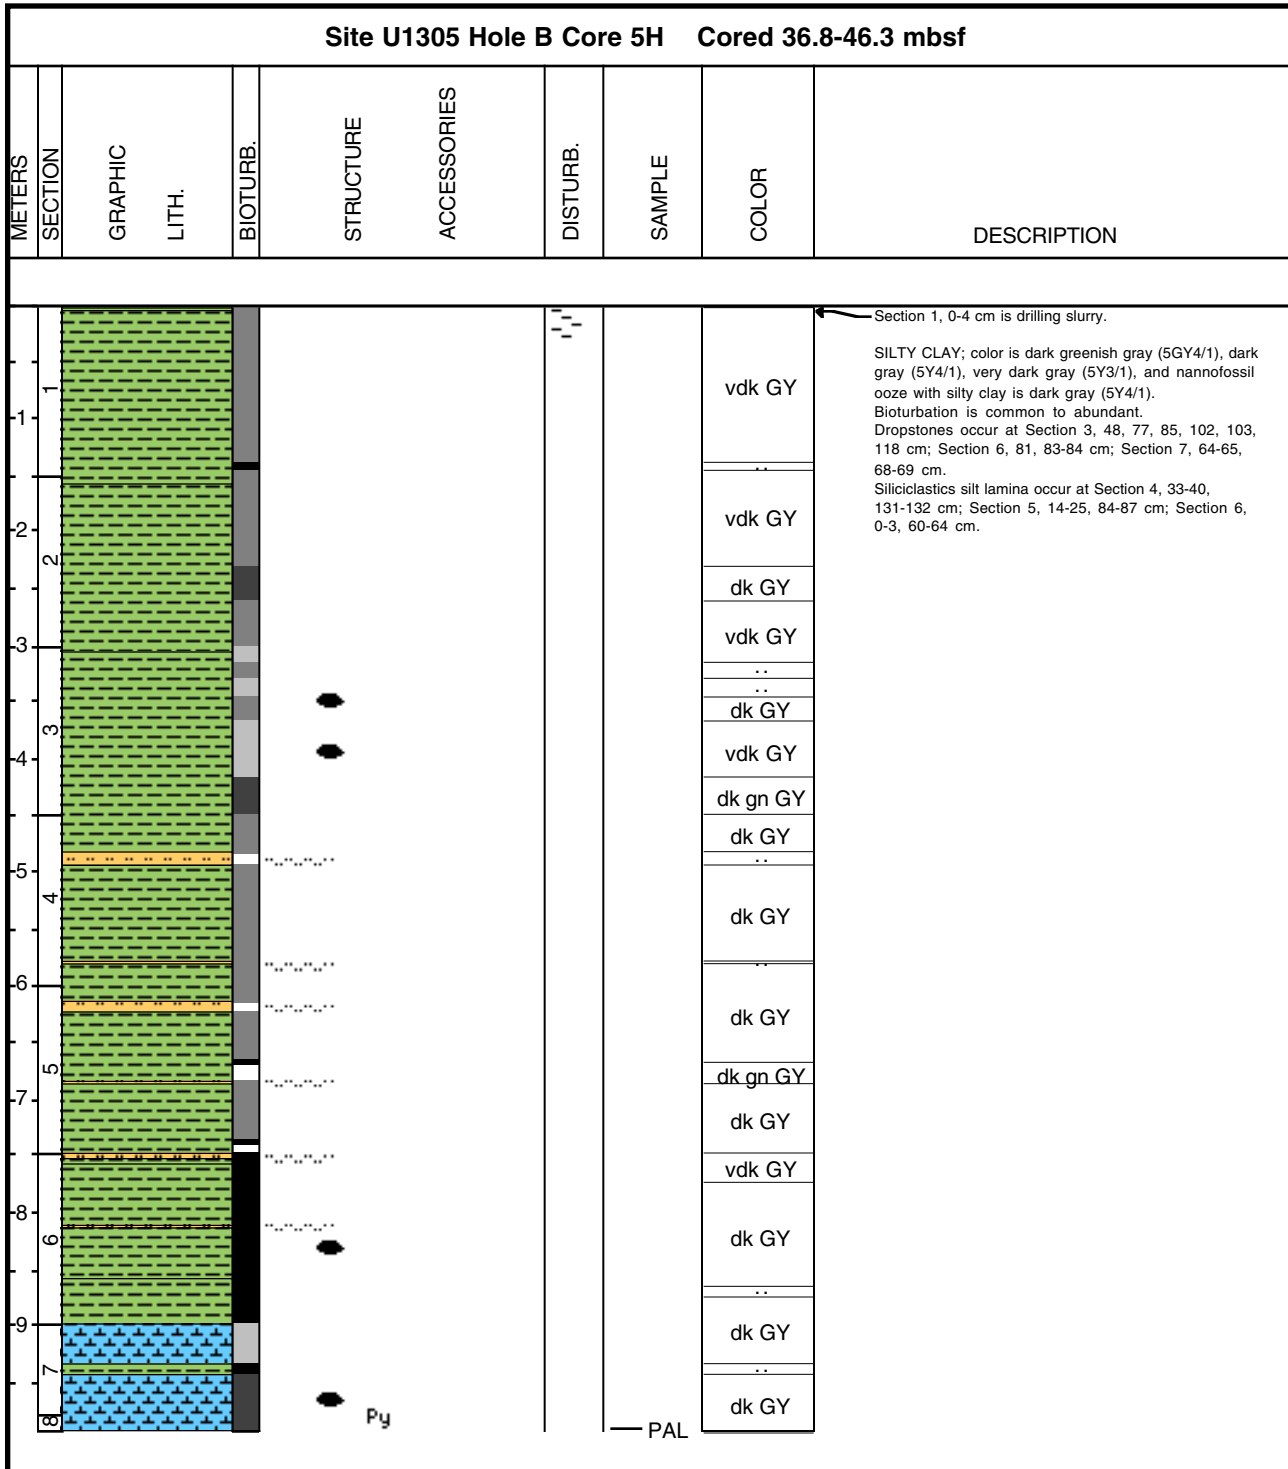 Site U1305 Hole B Core 5H Cored 36.8-46.3 mbsf
METERS
SECTION
GRAPHIC
LITH.
BIOTURB.
STRUCTURE
ACCESSORIES
DISTURB.
SAMPLE
COLOR
DESCRIPTION
Section 1, 0-4 cm is drilling slurry.
SILTY CLAY; color is dark greenish gray (5GY4/1), dark
gray (5Y4/1), very dark gray (5Y3/1), and nannofossil
ooze with silty clay is dark gray (5Y4/1).
Bioturbation is common to abundant.
Dropstones occur at Section 3, 48, 77, 85, 102, 103,
118 cm; Section 6, 81, 83-84 cm; Section 7, 64-65,
68-69 cm.
Siliciclastics silt lamina occur at Section 4, 33-40,
131-132 cm; Section 5, 14-25, 84-87 cm; Section 6,
0-3, 60-64 cm.
1
vdk GY
1
vdk GY
2
2
dk GY
vdk GY
3
dk GY
3
vdk GY
4
dk gn GY
dk GY
5
4
dk GY
6
dk GY
5
dk gn GY
7
dk GY
vdk GY
8
6
dk GY
9
dk GY
7
dk GY
8
Py
PAL